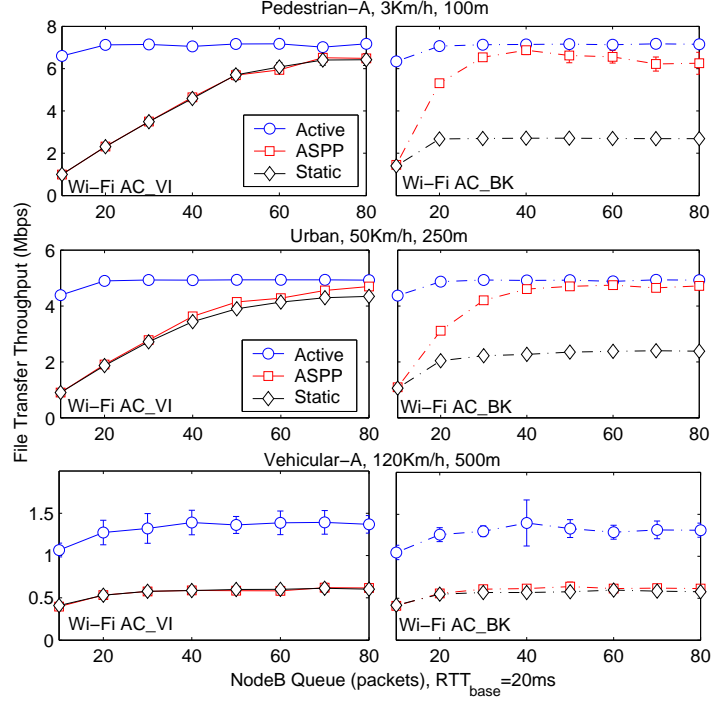 Pedestrian−A, 3Km/h, 100m
8
6
4
2
0
Active
ASPP
Static
Wi−Fi AC_VI
Wi−Fi AC_BK
20 40 60 80
20 40 60 80
Urban, 50Km/h, 250m
6
4
2
0
Active
ASPP
Static
Wi−Fi AC_VI
Wi−Fi AC_BK
20 40 60 80
20 40 60 80
File Transfer Throughput (Mbps)
Vehicular−A, 120Km/h, 500m
1.5
1
0.5
0
Wi−Fi AC_VI
Wi−Fi AC_BK
20 40 60 80
20 40 60 80
NodeB Queue (packets), RTT_base=20ms